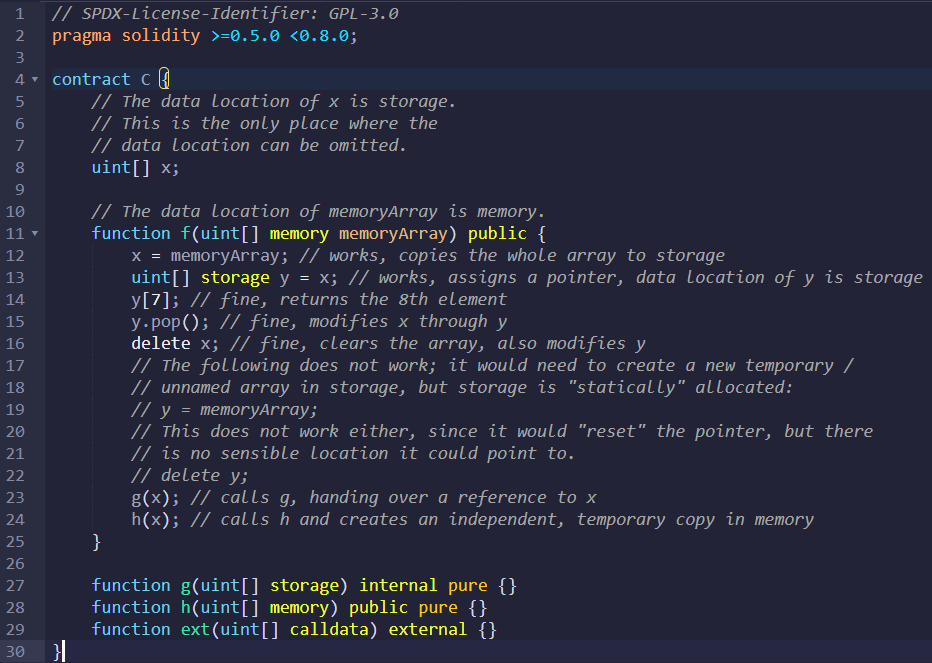 1 // SPDX-License-Identifier: GPL-3.0
2 pragma solidity >=0.5.0 <0.8.0;
3
4 contract C {
5     // The data location of x is storage.
6     // This is the only place where the
7     // data location can be omitted.
8     uint[] x;
9
10     // The data location of memoryArray is memory.
11     function f(uint[] memory memoryArray) public {
12         x = memoryArray; // works, copies the whole array to storage
13         uint[] storage y = x; // works, assigns a pointer, data location of y is storage
14         y[7]; // fine, returns the 8th element
15         y.pop(); // fine, modifies x through y
16         delete x; // fine, clears the array, also modifies y
17         // The following does not work; it would need to create a new temporary /
18         // unnamed array in storage, but storage is "statically" allocated:
19         // y = memoryArray;
20         // This does not work either, since it would "reset" the pointer, but there
21         // is no sensible location it could point to.
22         // delete y;
23         g(x); // calls g, handing over a reference to x
24         h(x); // calls h and creates an independent, temporary copy in memory
25     }
26
27     function g(uint[] storage) internal pure {}
28     function h(uint[] memory) public pure {}
29     function ext(uint[] calldata) external {}
30 }